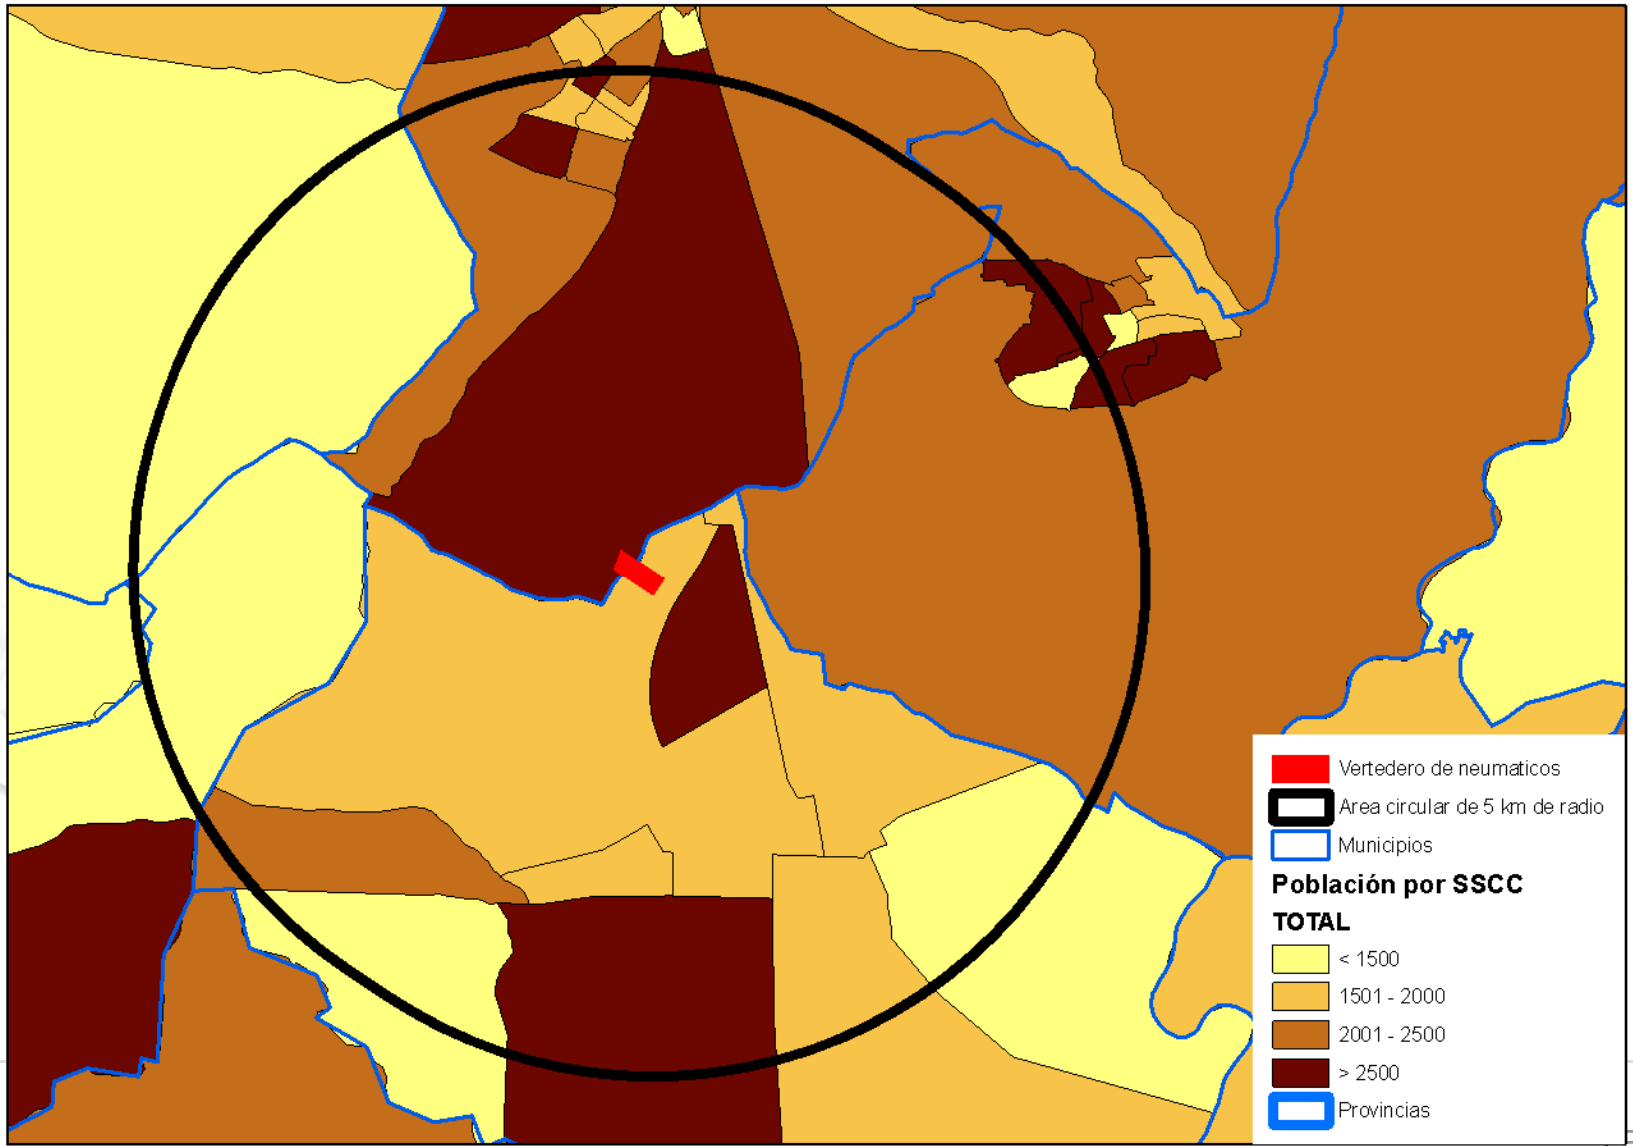 Vertedero de neumaticos
Area circular de 5 km de radio
Municipios
Población por SSCC
TOTAL
< 1500
1501 - 2000
2001 - 2500
> 2500
Provincias